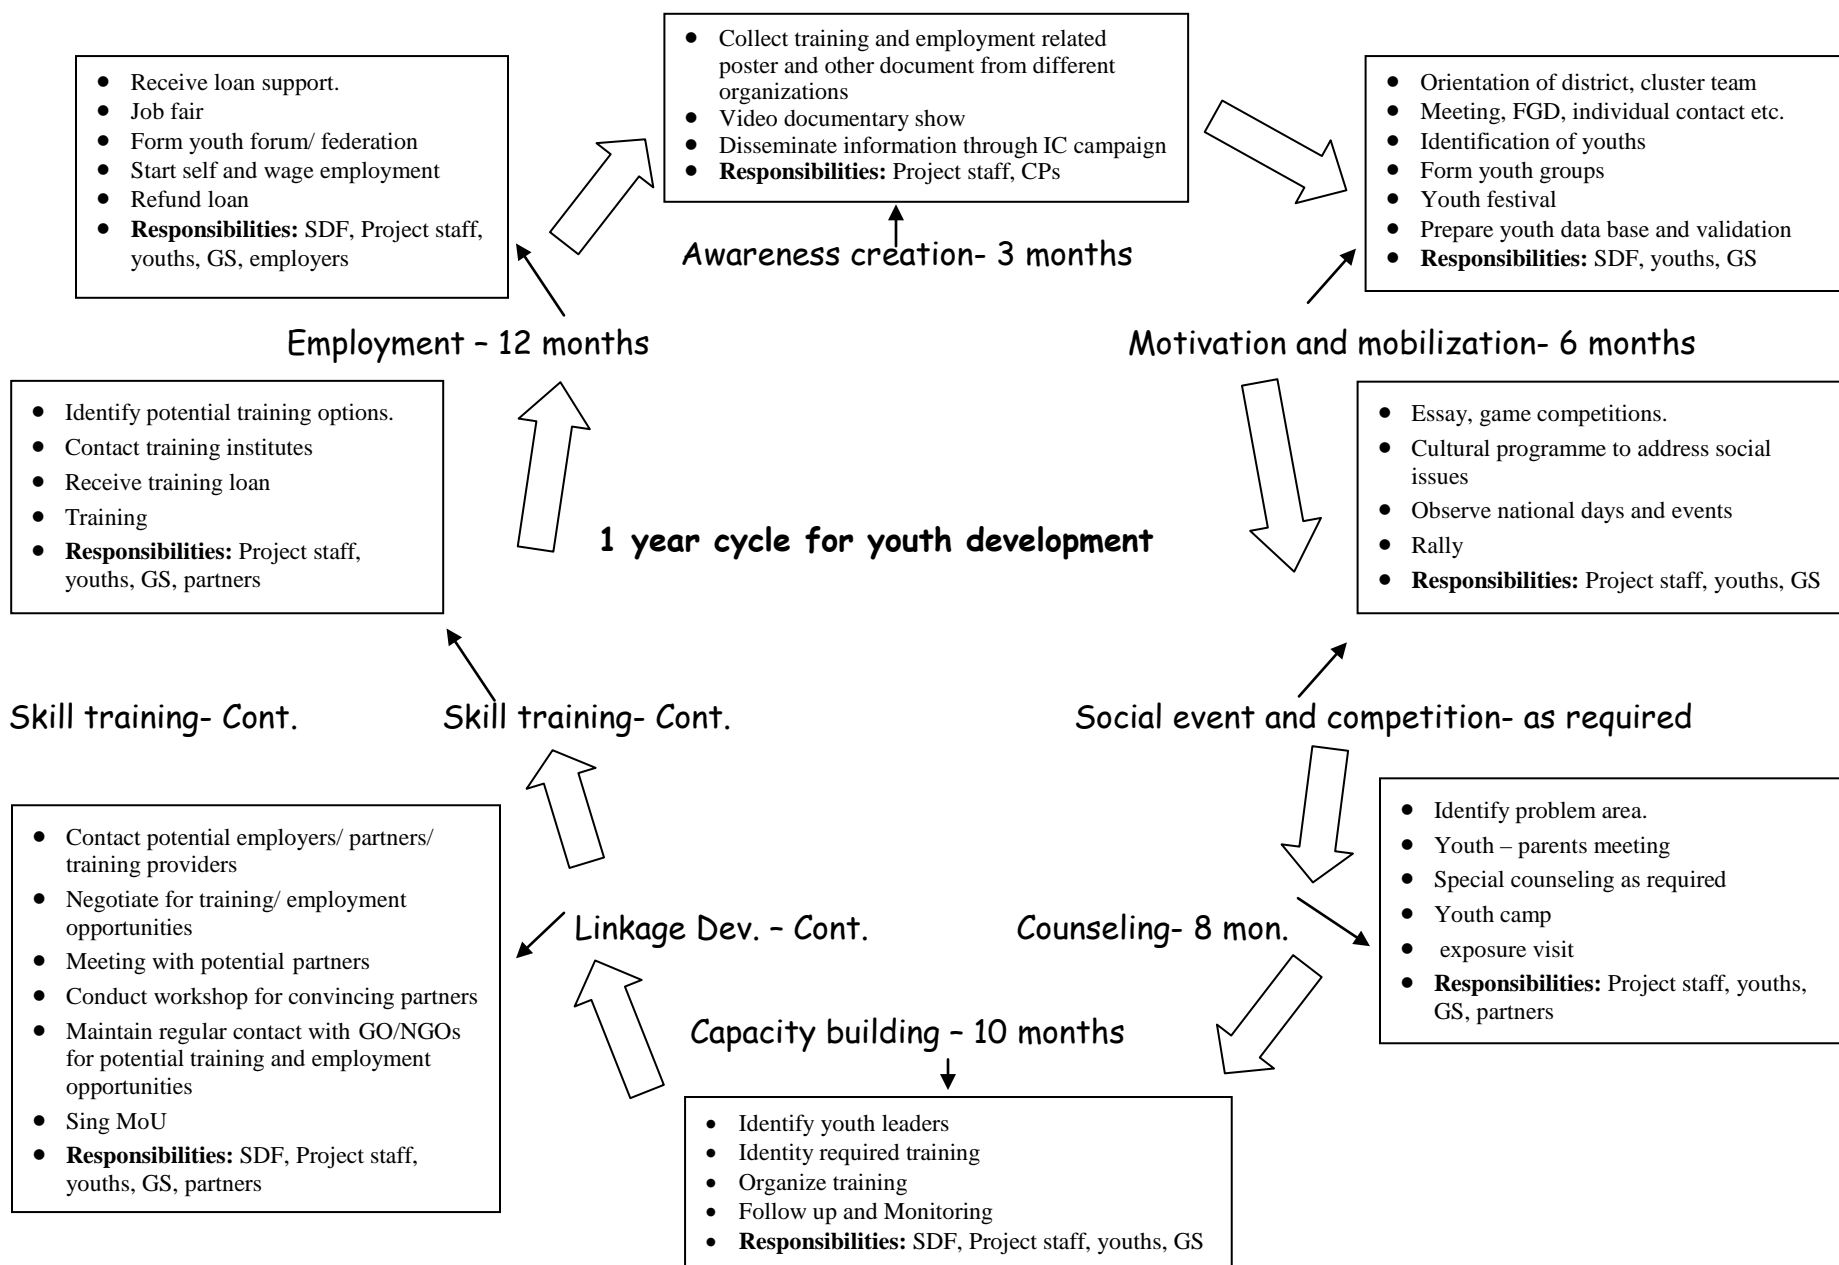 ● Collect training and employment related
poster and other document from different
organizations
● Video documentary show
● Disseminate information through IC campaign
● Responsibilities: Project staff, CPs
Awareness creation- 3 months
● Orientation of district, cluster team
● Meeting, FGD, individual contact etc.
● Identification of youths
● Form youth groups
● Youth festival
● Prepare youth data base and validation
● Responsibilities: SDF, youths, GS
Motivation and mobilization- 6 months
● Essay, game competitions.
● Cultural programme to address social
issues
● Observe national days and events
● Rally
● Responsibilities: Project staff, youths, GS
Social event and competition- as required
● Identify problem area.
● Youth – parents meeting
● Special counseling as required
● Youth camp
● exposure visit
● Responsibilities: Project staff, youths,
GS, partners
Counseling- 8 mon.
Capacity building – 10 months
• Identify youth leaders
• Identity required training
• Organize training
• Follow up and Monitoring
• Responsibilities: SDF, Project staff, youths, GS
Linkage Dev. – Cont.
● Contact potential employers/ partners/
training providers
● Negotiate for training/ employment
opportunities
● Meeting with potential partners
● Conduct workshop for convincing partners
● Maintain regular contact with GO/NGOs
for potential training and employment
opportunities
● Sing MoU
● Responsibilities: SDF, Project staff,
youths, GS, partners
Skill training- Cont.
Skill training- Cont.
● Identify potential training options.
● Contact training institutes
● Receive training loan
● Training
● Responsibilities: Project staff,
youths, GS, partners
Employment – 12 months
● Receive loan support.
● Job fair
● Form youth forum/ federation
● Start self and wage employment
● Refund loan
● Responsibilities: SDF, Project staff,
youths, GS, employers
1 year cycle for youth development